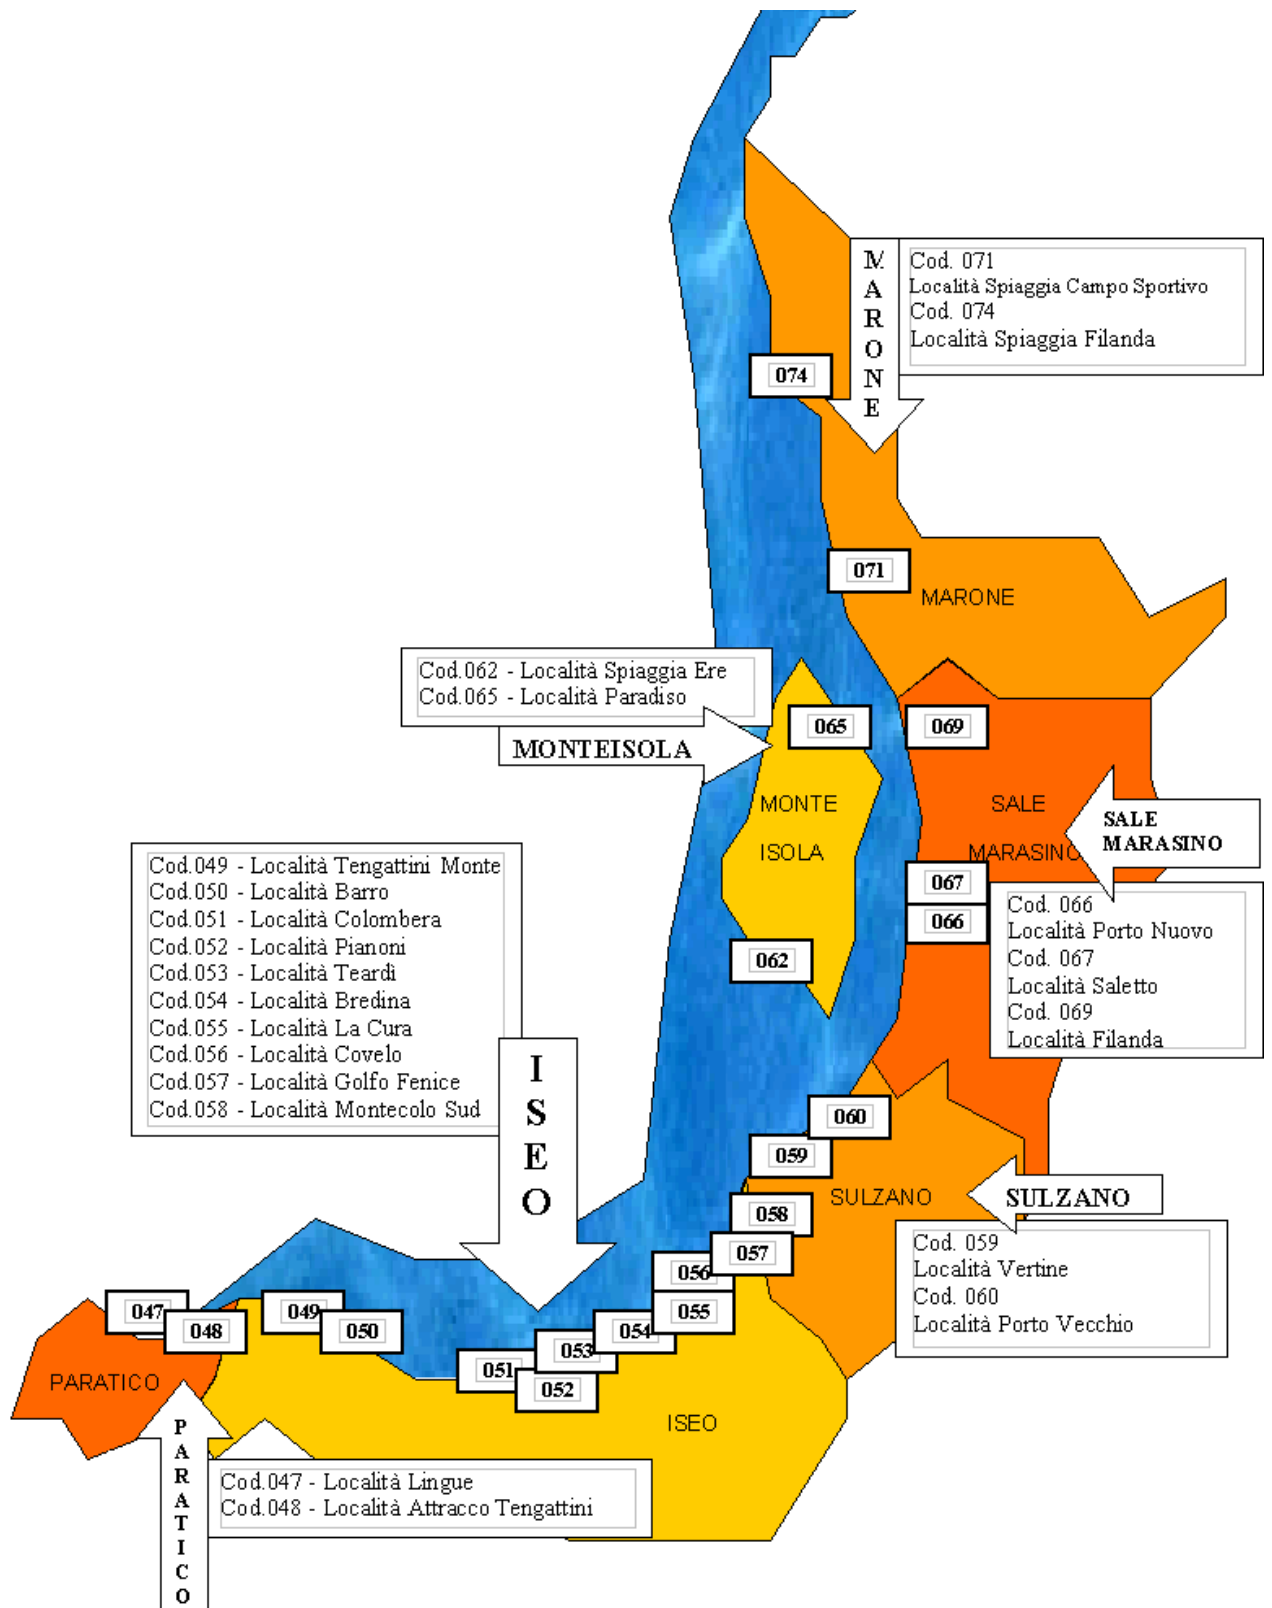 MARONE
Cod. 071
Località Spiaggia Campo Sportivo
Cod. 074
Località Spiaggia Filanda
074
071
MARONE
Cod.062 - Località Spiaggia Ere
Cod.065 - Località Paradiso
MONTEISOLA
065
069
MONTE
ISOLA
SALE
MARASINO
SALE
MARASINO
067
066
062
Cod. 066
Località Porto Nuovo
Cod. 067
Località Saletto
Cod. 069
Località Filanda
Cod.049 - Località Tengattini Monte
Cod.050 - Località Barro
Cod.051 - Località Colombera
Cod.052 - Località Pianoni
Cod.053 - Località Teardi
Cod.054 - Località Bredina
Cod.055 - Località La Cura
Cod.056 - Località Covelo
Cod.057 - Località Golfo Fenice
Cod.058 - Località Montecolo Sud
ISEO
060
059
SULZANO
SULZANO
058
057
056
055
Cod. 059
Località Vertine
Cod. 060
Località Porto Vecchio
047
048
049
050
054
053
051
052
PARATICO
ISEO
PARATICO
Cod.047 - Località Lingue
Cod.048 - Località Attracco Tengattini